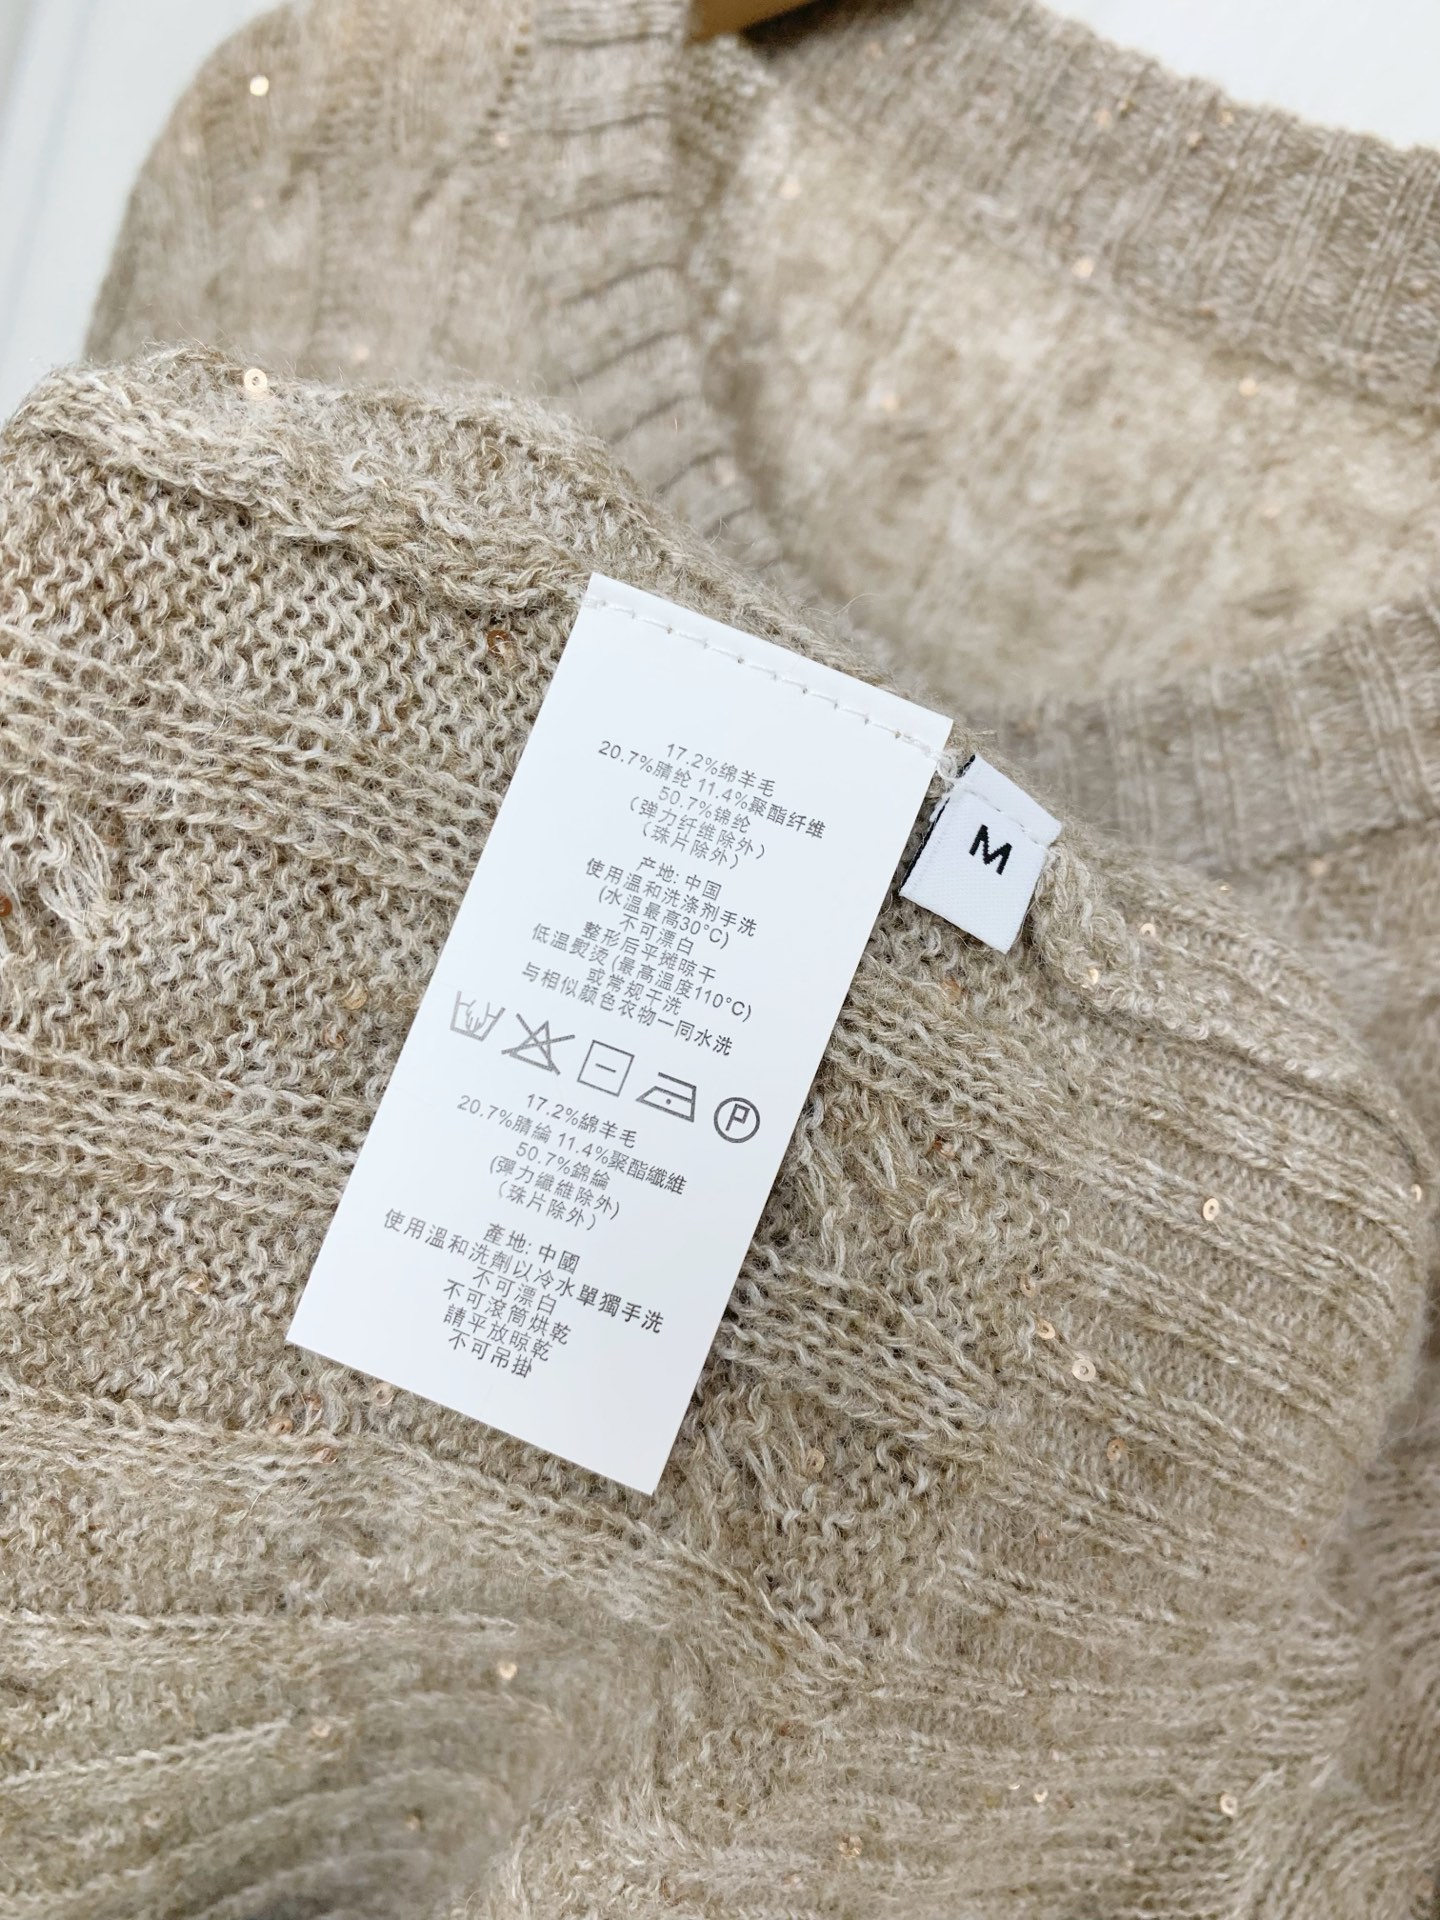 17.2%绵羊毛
20.7%腈纶 11.4%聚酯纤维
50.7%锦纶
(弹力纤维除外)
(珠片除外)
产地: 中国
使用温和洗涤剂手洗
(水温最高30°C)
不可漂白
整形后平摊晾干
低温熨烫(最高温度110°C)
或常规干洗
与相似颜色衣物一同水洗
P
17.2%綿羊毛
20.7%腈綸 11.4%聚酯纖維
50.7%錦綸
(彈力纖維除外)
(珠片除外)
產地: 中國
使用溫和洗劑以冷水單獨手洗
不可漂白
不可滾筒烘乾
請平放晾乾
不可吊掛
M